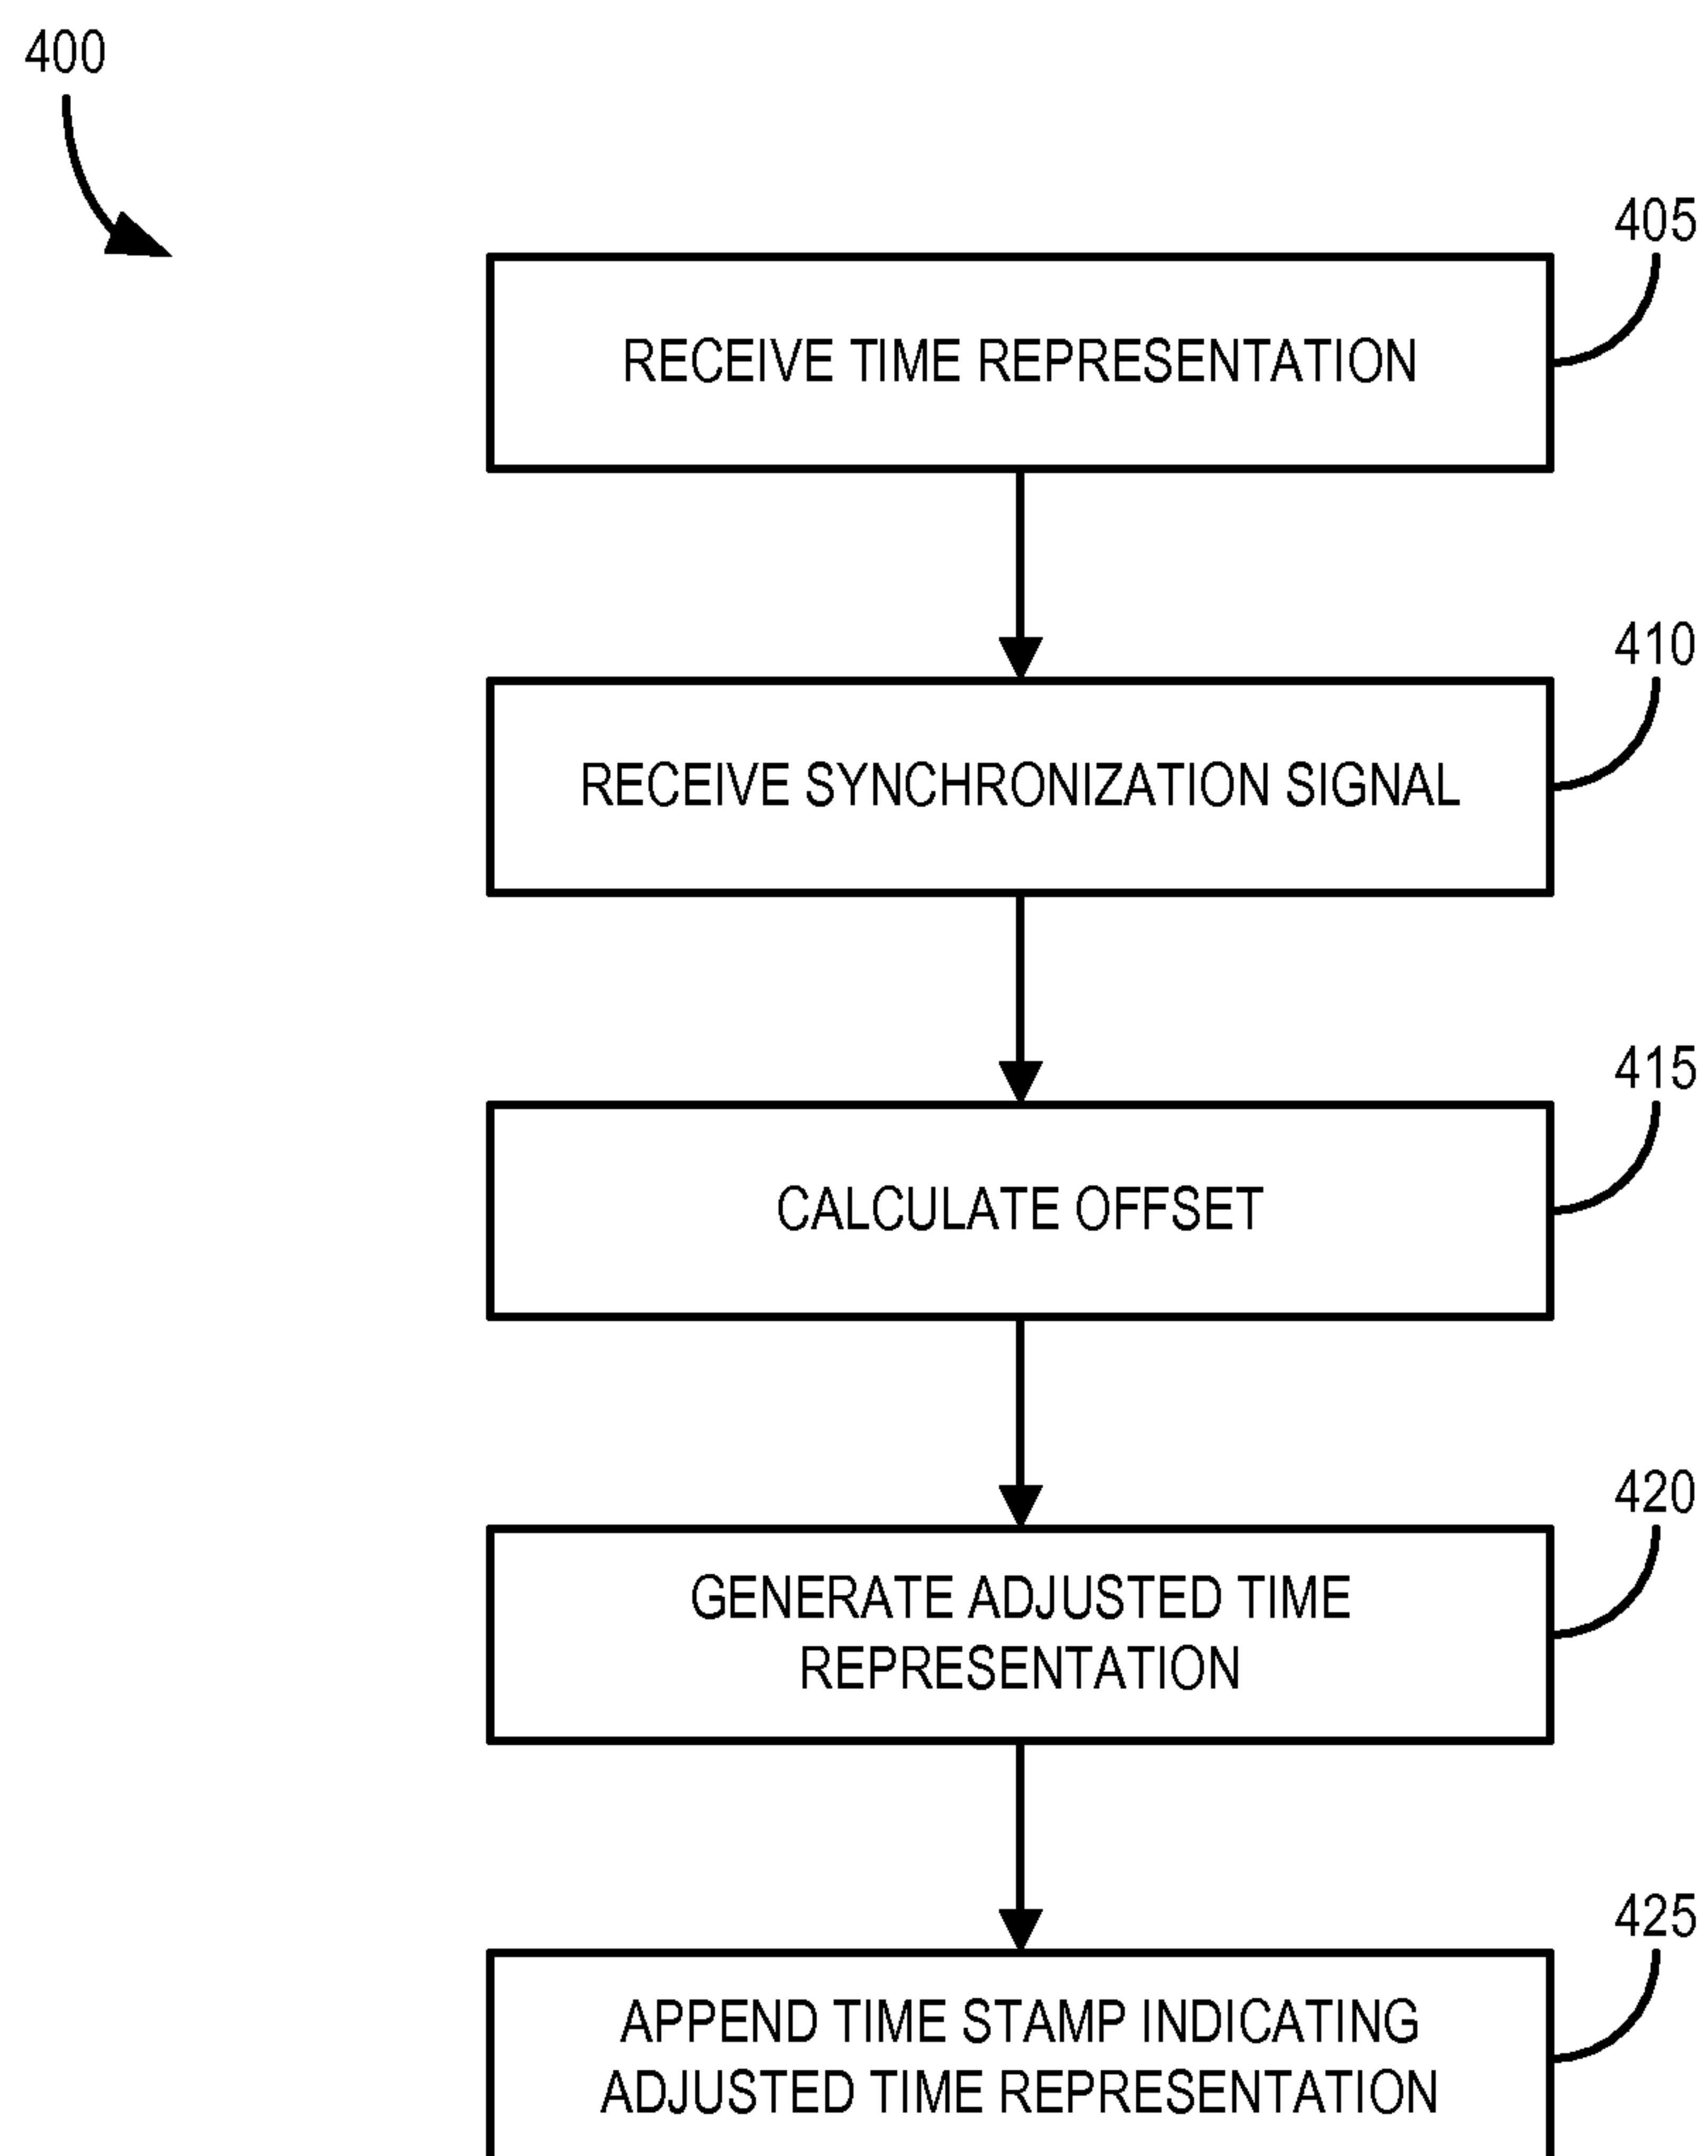 400
405
RECEIVE TIME REPRESENTATION
410
RECEIVE SYNCHRONIZATION SIGNAL
415
CALCULATE OFFSET
420
GENERATE ADJUSTED TIME
REPRESENTATION
425
APPEND TIME STAMP INDICATING
ADJUSTED TIME REPRESENTATION